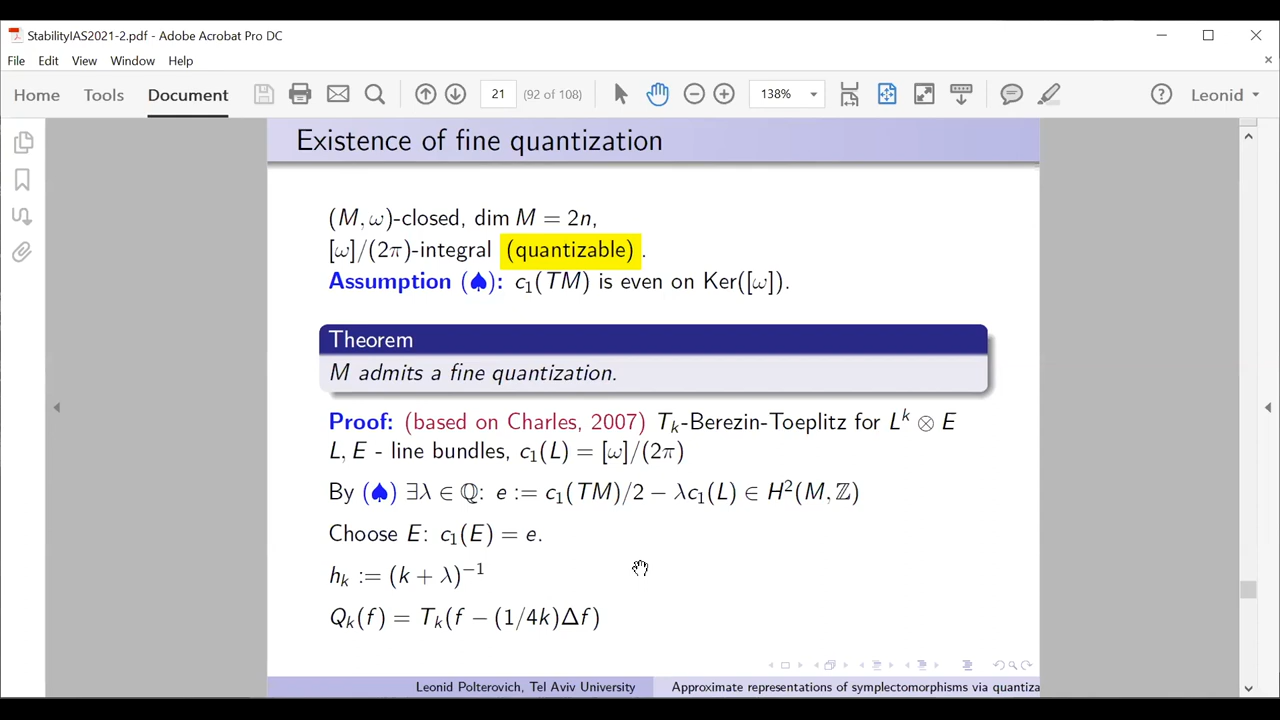 StabilityIAS2021-2.pdf - Adobe Acrobat Pro DC
File Edit View Window Help
Home Tools Document 21 (92 of 108) 138% Leonid
Existence of fine quantization
(M, ω)-closed, dim M = 2n,
[ω]/(2π)-integral (quantizable) .
Assumption (♠): c₁(TM) is even on Ker([ω]).
Theorem
M admits a fine quantization.
Proof: (based on Charles, 2007) Tₖ-Berezin-Toeplitz for Lᵏ ⊗ E
L, E - line bundles, c₁(L) = [ω]/(2π)
By (♠) ∃λ ∈ ℚ: e := c₁(TM)/2 − λc₁(L) ∈ H²(M, ℤ)
Choose E: c₁(E) = e.
hₖ := (k + λ)⁻¹
Qₖ(f) = Tₖ(f − (1/4k)Δf)
Leonid Polterovich, Tel Aviv University Approximate representations of symplectomorphisms via quantiza